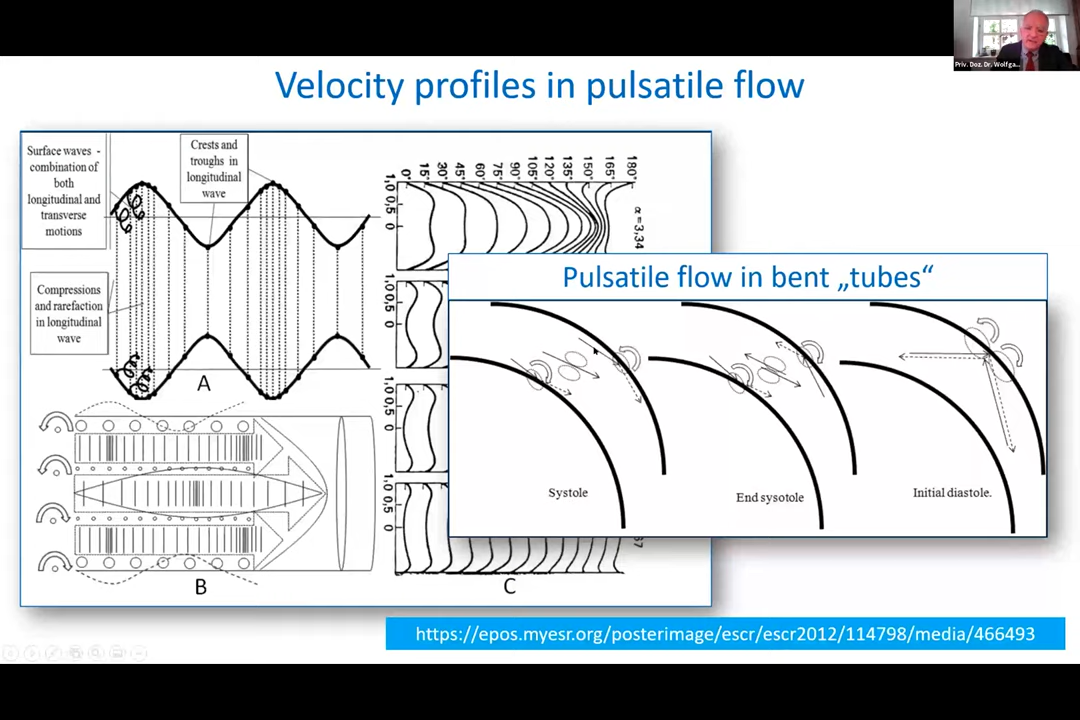 Priv. Doz. Dr. Wolfga...
Velocity profiles in pulsatile flow
Surface waves -
combination of
both
longitudinal and
transverse
motions
Crests and
troughs in
longitudinal
wave
Compressions
and rarefaction
in longitudinal
wave
A
B
0° 15° 30° 45° 60° 75° 90° 105° 120° 135° 150° 165° 180°
1,0 0,5 0
α=3,34
1,0 0,5 0
1,0 0,5 0
1,0 0,5 0
C
Pulsatile flow in bent „tubes“
Systole
End sysotole
Initial diastole.
https://epos.myesr.org/posterimage/escr/escr2012/114798/media/466493